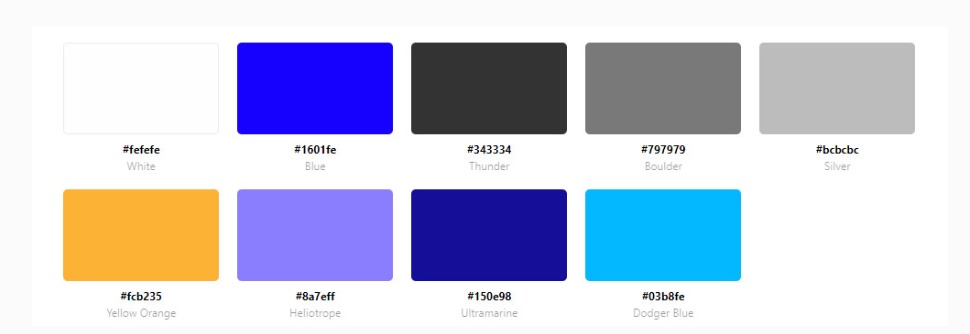 #fefefe
White
#1601fe
Blue
#343334
Thunder
#797979
Boulder
#bcbcbc
Silver
#fcb235
Yellow Orange
#8a7eff
Heliotrope
#150e98
Ultramarine
#03b8fe
Dodger Blue